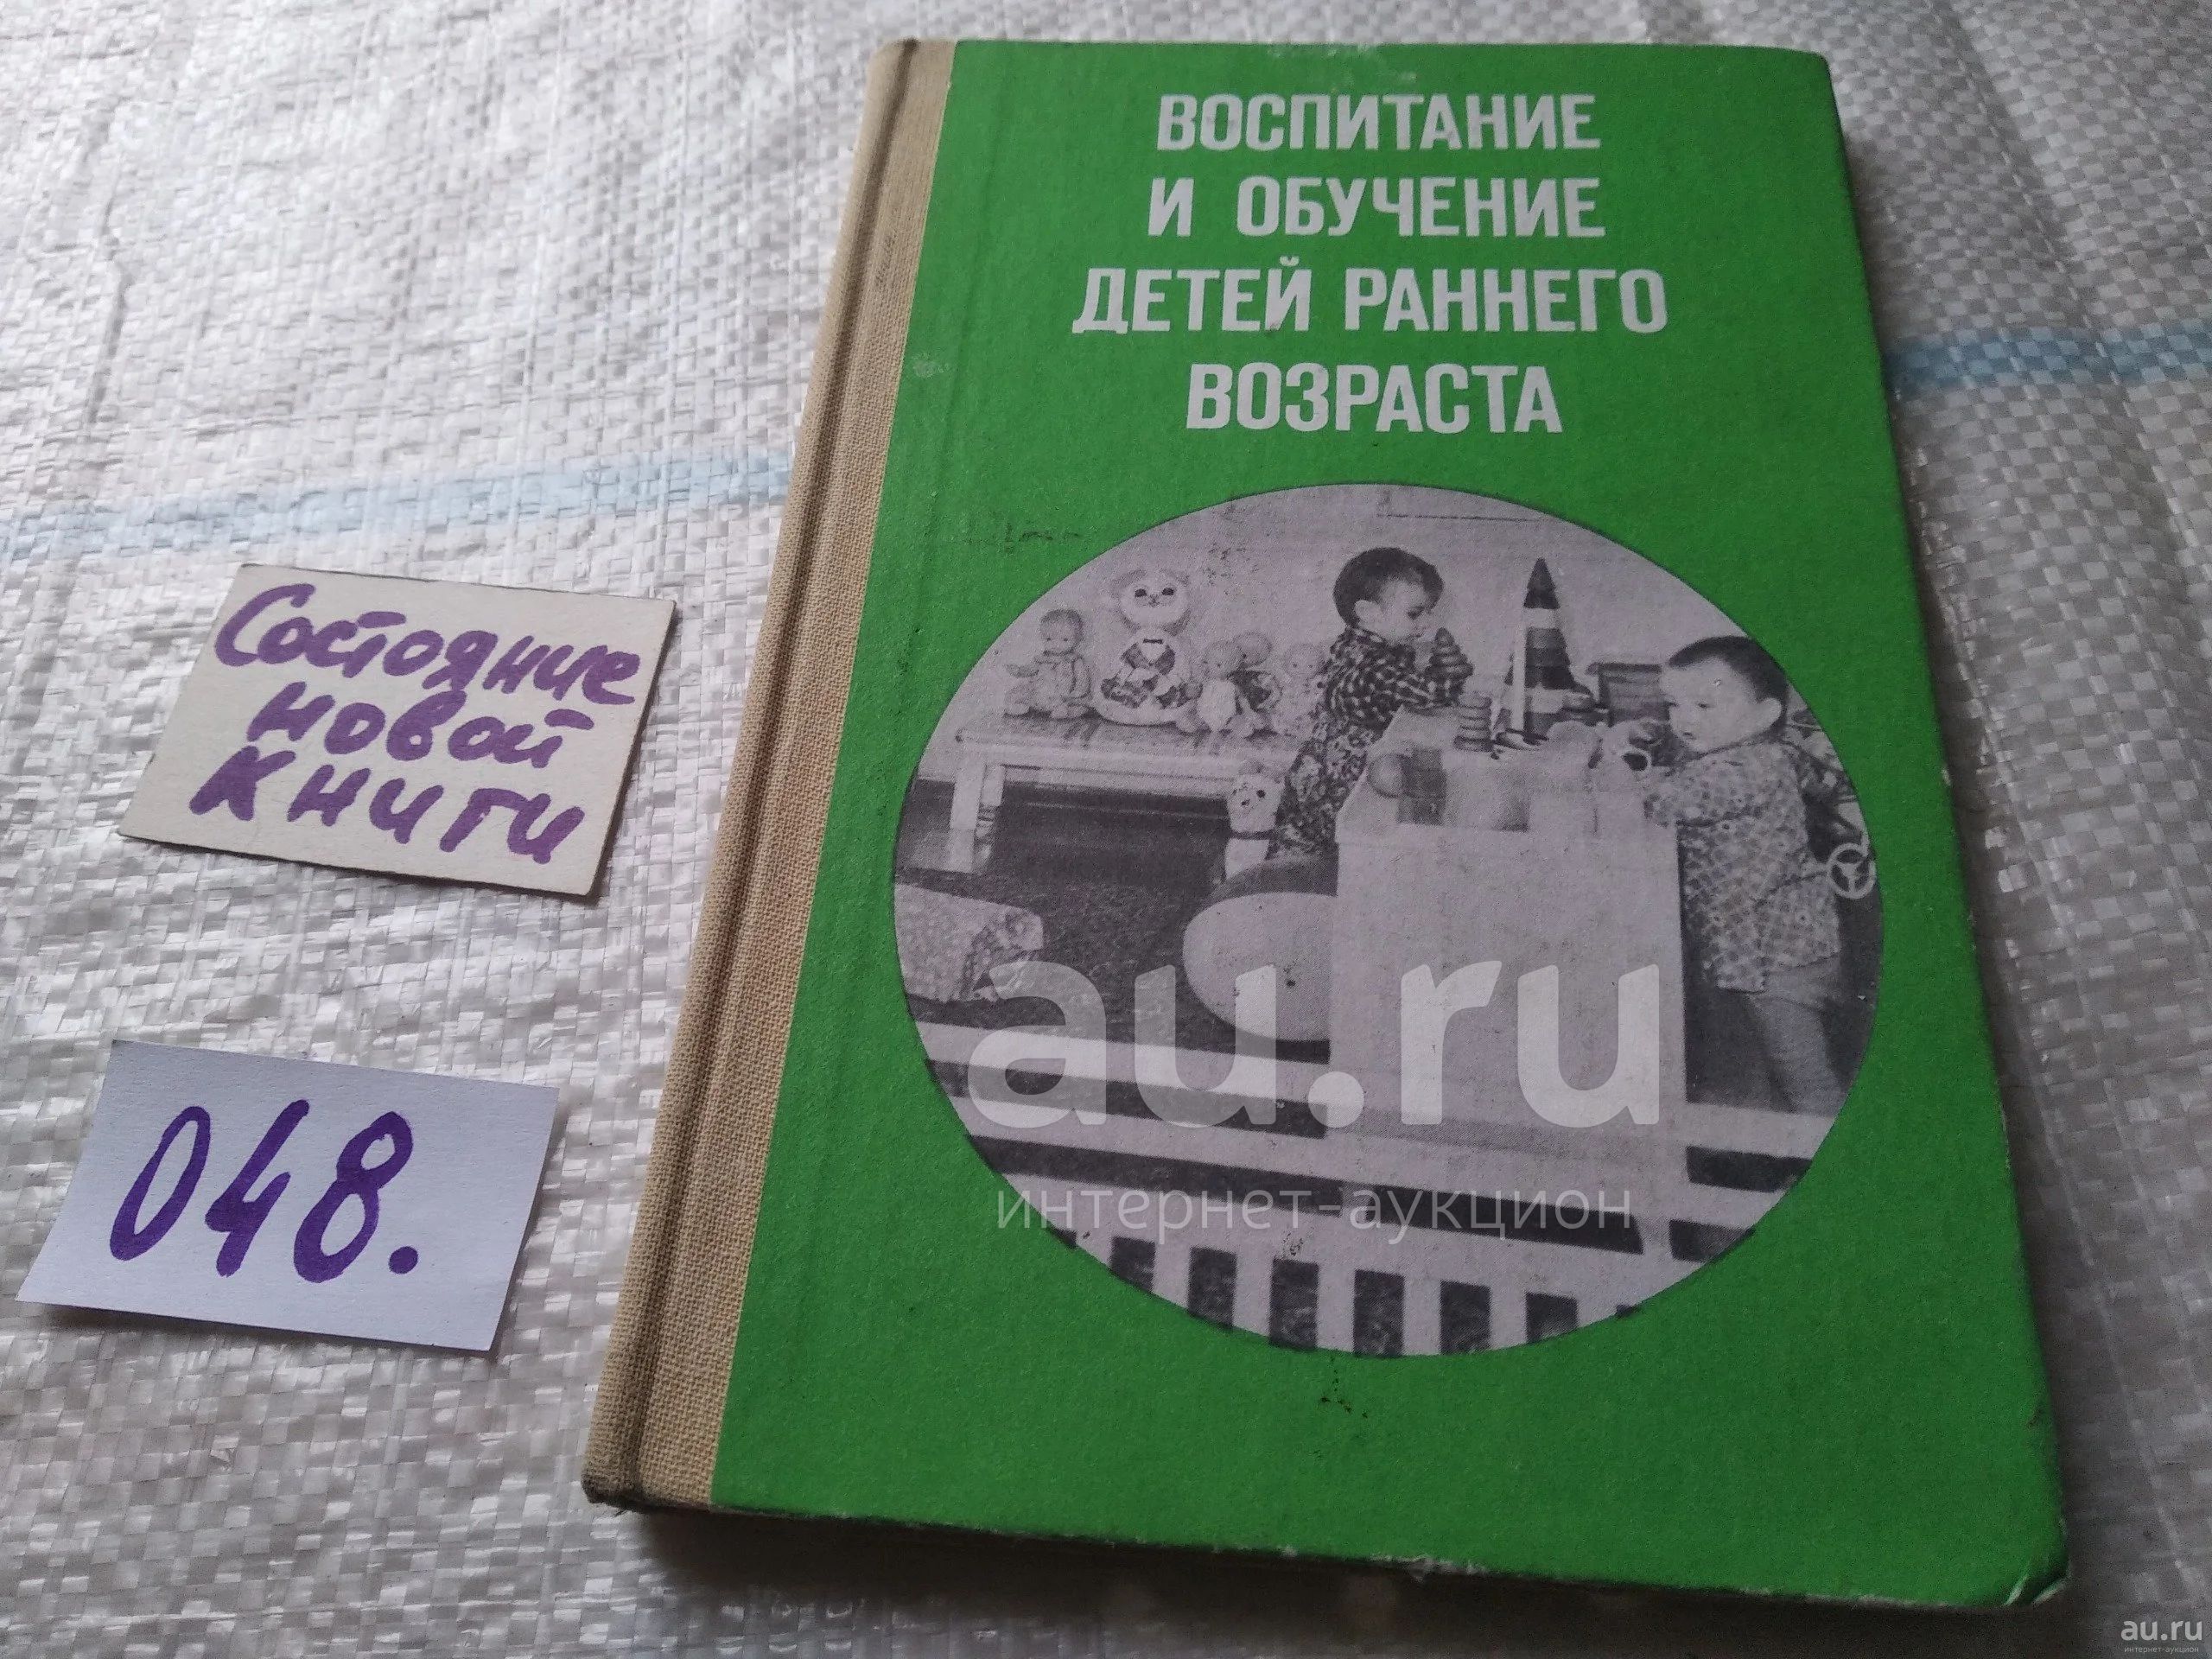 ВОСПИТАНИЕ
И ОБУЧЕНИЕ
ДЕТЕЙ РАННЕГО
ВОЗРАСТА
Состояние
новой
книги
048.
au.ru
интернет-аукцион
au.ru
интернет-аукцион